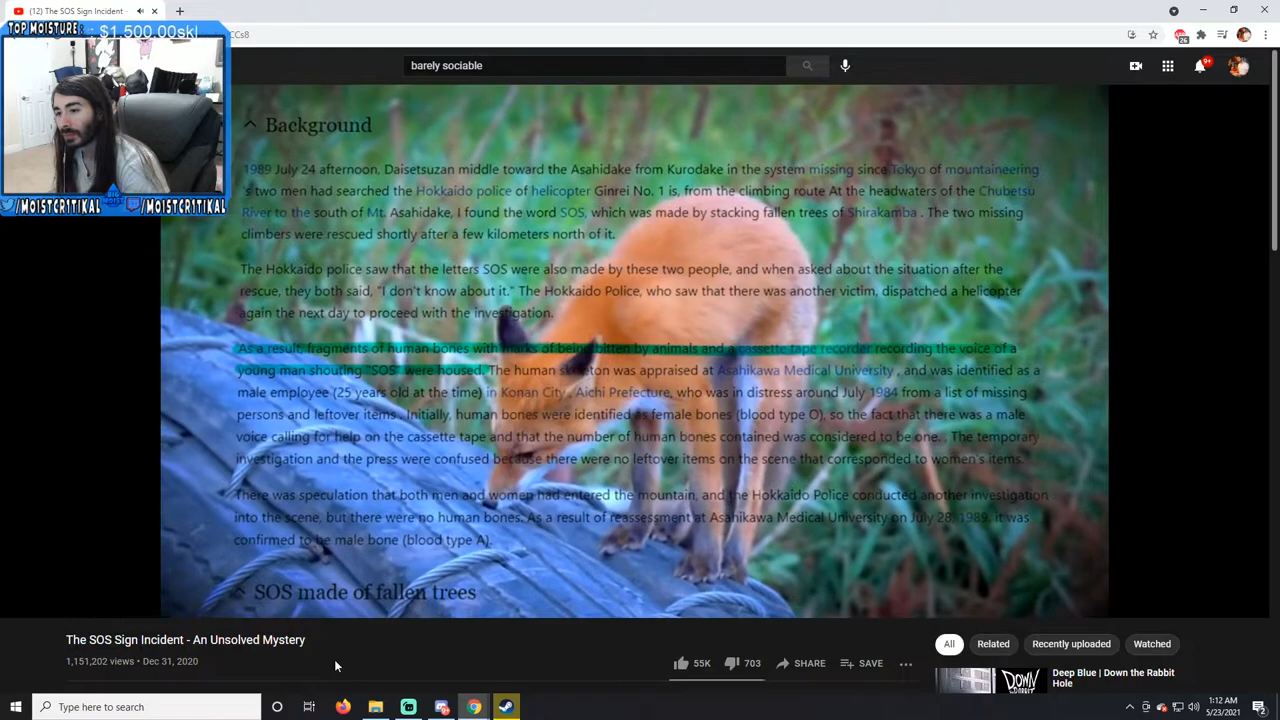 (12) The SOS Sign Incident -
TOP MOISTURE : $1,500.00skl
CCs8
26
barely sociable
9+
/MOISTCR1TIKAL /MOISTCR1TIKAL
Background
1989 July 24 afternoon, Daisetsuzan middle toward the Asahidake from Kurodake in the system missing since Tokyo of mountaineering
's two men had searched the Hokkaido police of helicopter Ginrei No. 1 is, from the climbing route At the headwaters of the Chubetsu
River to the south of Mt. Asahidake, I found the word SOS, which was made by stacking fallen trees of Shirakamba . The two missing
climbers were rescued shortly after a few kilometers north of it.
The Hokkaido police saw that the letters SOS were also made by these two people, and when asked about the situation after the
rescue, they both said, "I don't know about it." The Hokkaido Police, who saw that there was another victim, dispatched a helicopter
again the next day to proceed with the investigation.
As a result, fragments of human bones with marks of being bitten by animals and a cassette tape recorder recording the voice of a
young man shouting "SOS" were housed. The human skeleton was appraised at Asahikawa Medical University , and was identified as a
male employee (25 years old at the time) in Konan City , Aichi Prefecture, who was in distress around July 1984 from a list of missing
persons and leftover items . Initially, human bones were identified as female bones (blood type O), so the fact that there was a male
voice calling for help on the cassette tape and that the number of human bones contained was considered to be one. . The temporary
investigation and the press were confused because there were no leftover items on the scene that corresponded to women's items.
There was speculation that both men and women had entered the mountain, and the Hokkaido Police conducted another investigation
into the scene, but there were no human bones. As a result of reassessment at Asahikawa Medical University on July 28, 1989, it was
confirmed to be male bone (blood type A).
SOS made of fallen trees
The SOS Sign Incident - An Unsolved Mystery
1,151,202 views • Dec 31, 2020
55K 703 SHARE SAVE
All Related Recently uploaded Watched
DOWN
Deep Blue | Down the Rabbit
Hole
Type here to search
1:12 AM
5/23/2021
2